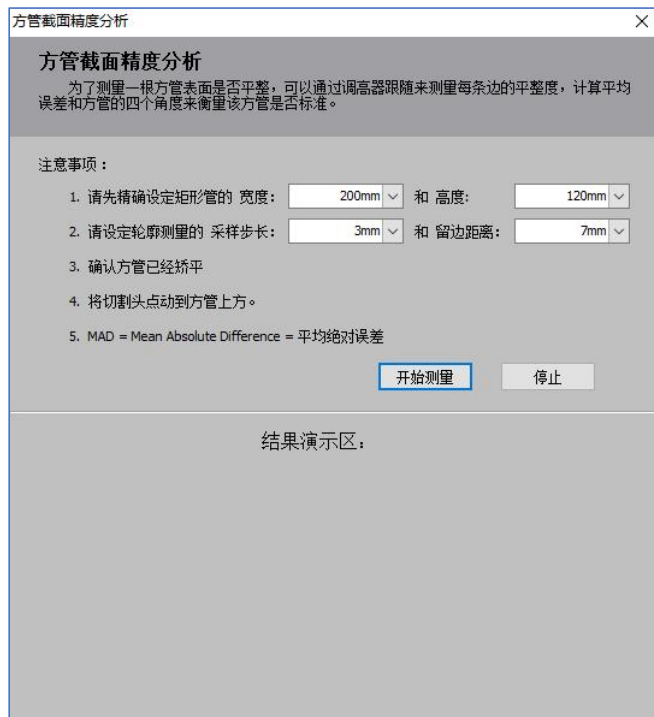 方管截面精度分析
方管截面精度分析
为了测量一根方管表面是否平整，可以通过调高器跟随来测量每条边的平整度，计算平均
误差和方管的四个角度来衡量该方管是否标准。
注意事项：
1. 请先精确设定矩形管的 宽度： 200mm 和 高度: 120mm
2. 请设定轮廓测量的 采样步长： 3mm 和 留边距离： 7mm
3. 确认方管已经矫平
4. 将切割头点动到方管上方。
5. MAD = Mean Absolute Difference = 平均绝对误差
开始测量 停止
结果演示区：